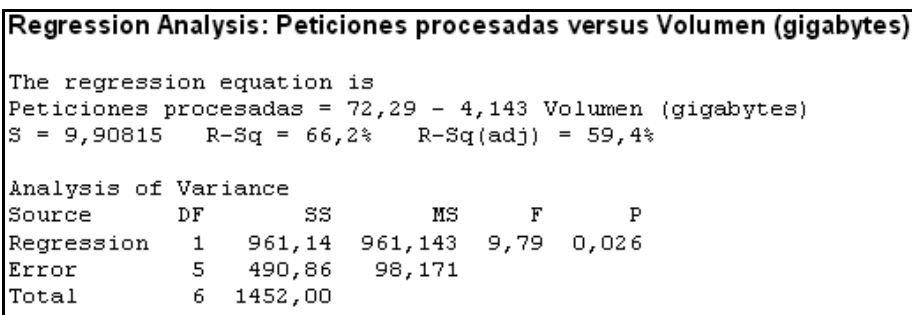 Regression Analysis: Peticiones procesadas versus Volumen (gigabytes)
The regression equation is
Peticiones procesadas = 72,29 - 4,143 Volumen (gigabytes)
S = 9,90815 R-Sq = 66,2% R-Sq(adj) = 59,4%
Analysis of Variance
Source DF SS MS F P
Regression 1 961,14 961,143 9,79 0,026
Error 5 490,86 98,171
Total 6 1452,00